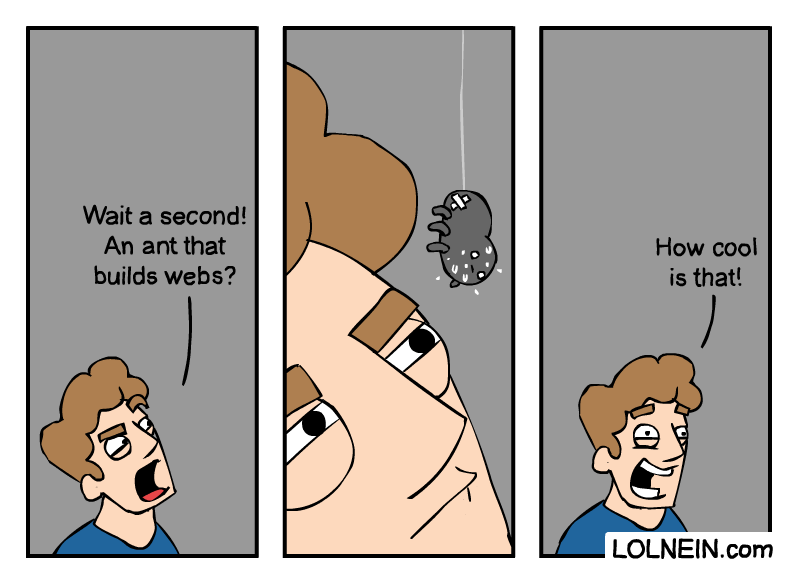 Wait a second!
An ant that
builds webs?
How cool
is that!
LOLNEIN.com